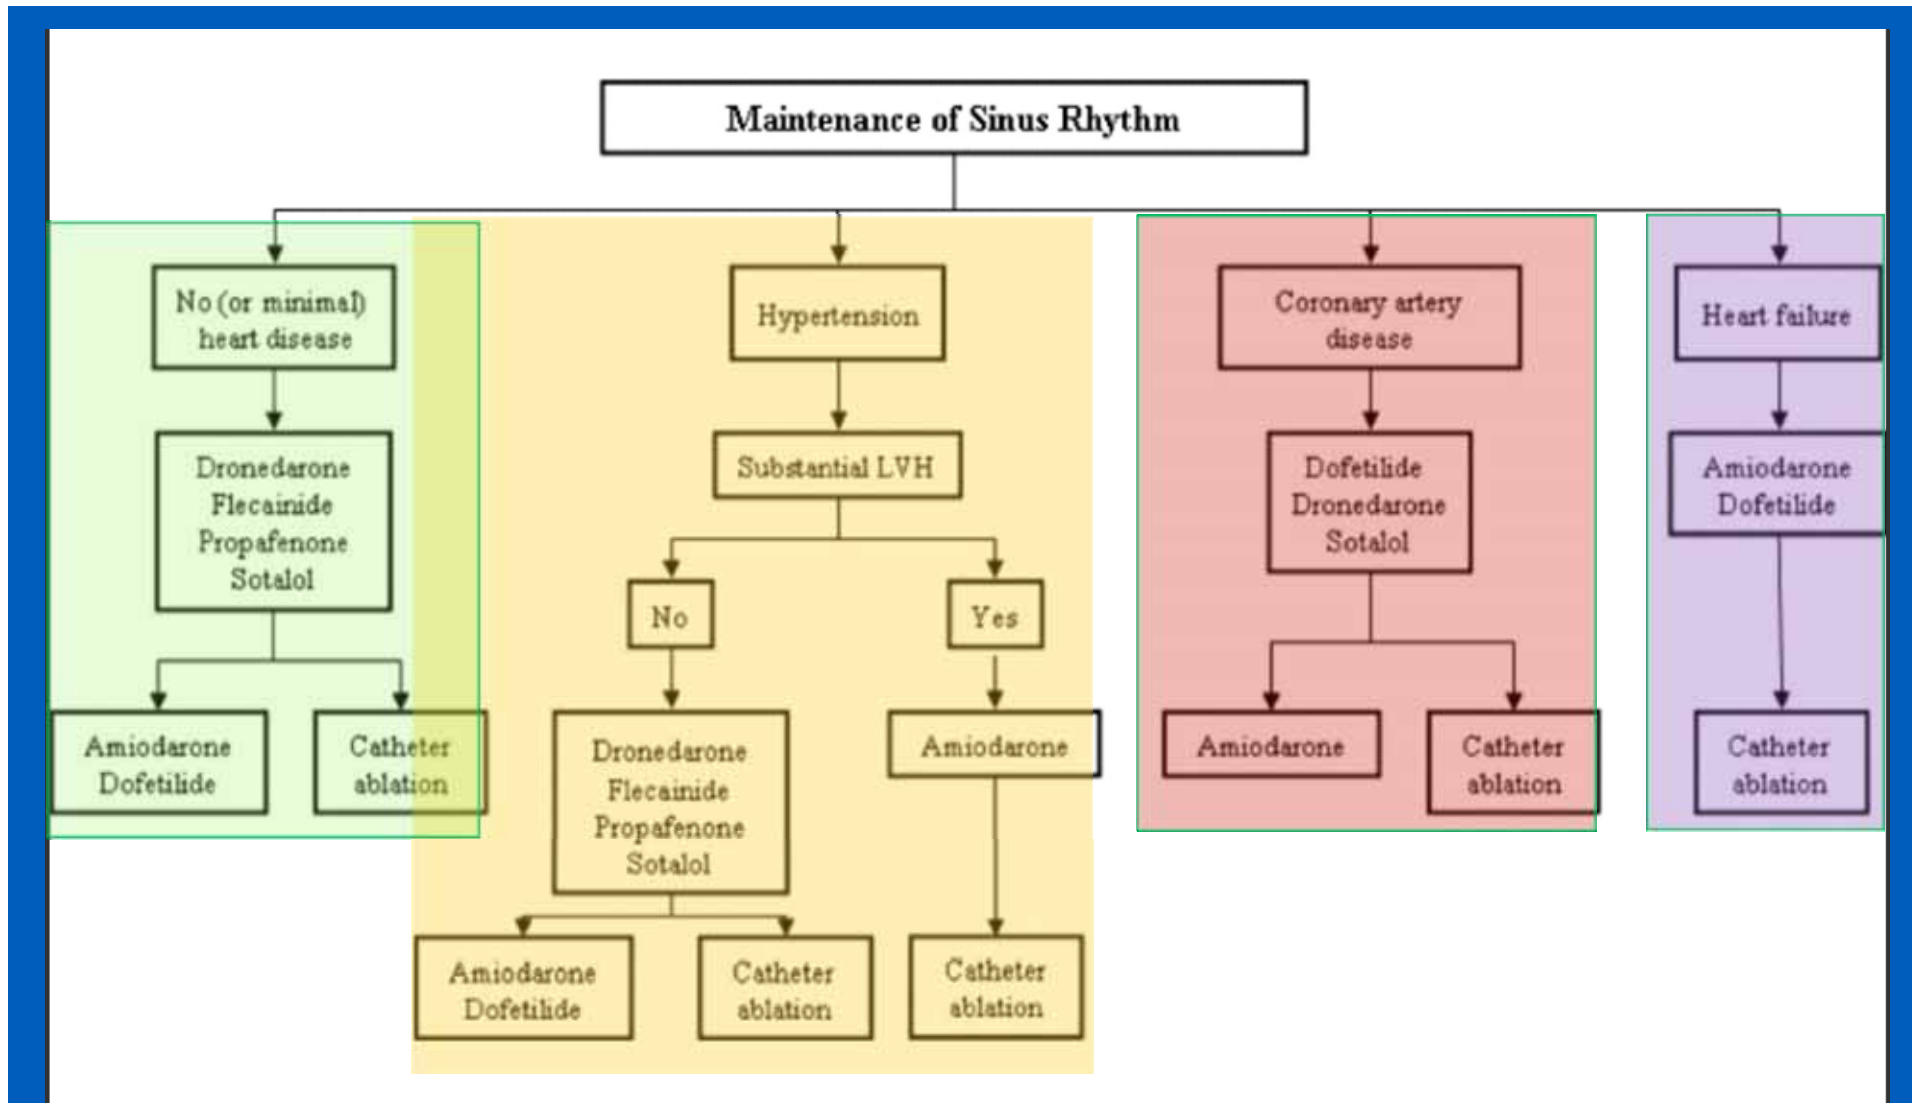 Maintenance of Sinus Rhythm
No (or minimal)
heart disease
Hypertension
Coronary artery
disease
Heart failure
Dronedarone
Flecainide
Propafenone
Sotalol
Substantial LVH
Dofetilide
Dronedarone
Sotalol
Amiodarone
Dofetilide
No
Yes
Amiodarone
Dofetilide
Catheter
ablation
Dronedarone
Flecainide
Propafenone
Sotalol
Amiodarone
Amiodarone
Catheter
ablation
Catheter
ablation
Amiodarone
Dofetilide
Catheter
ablation
Catheter
ablation